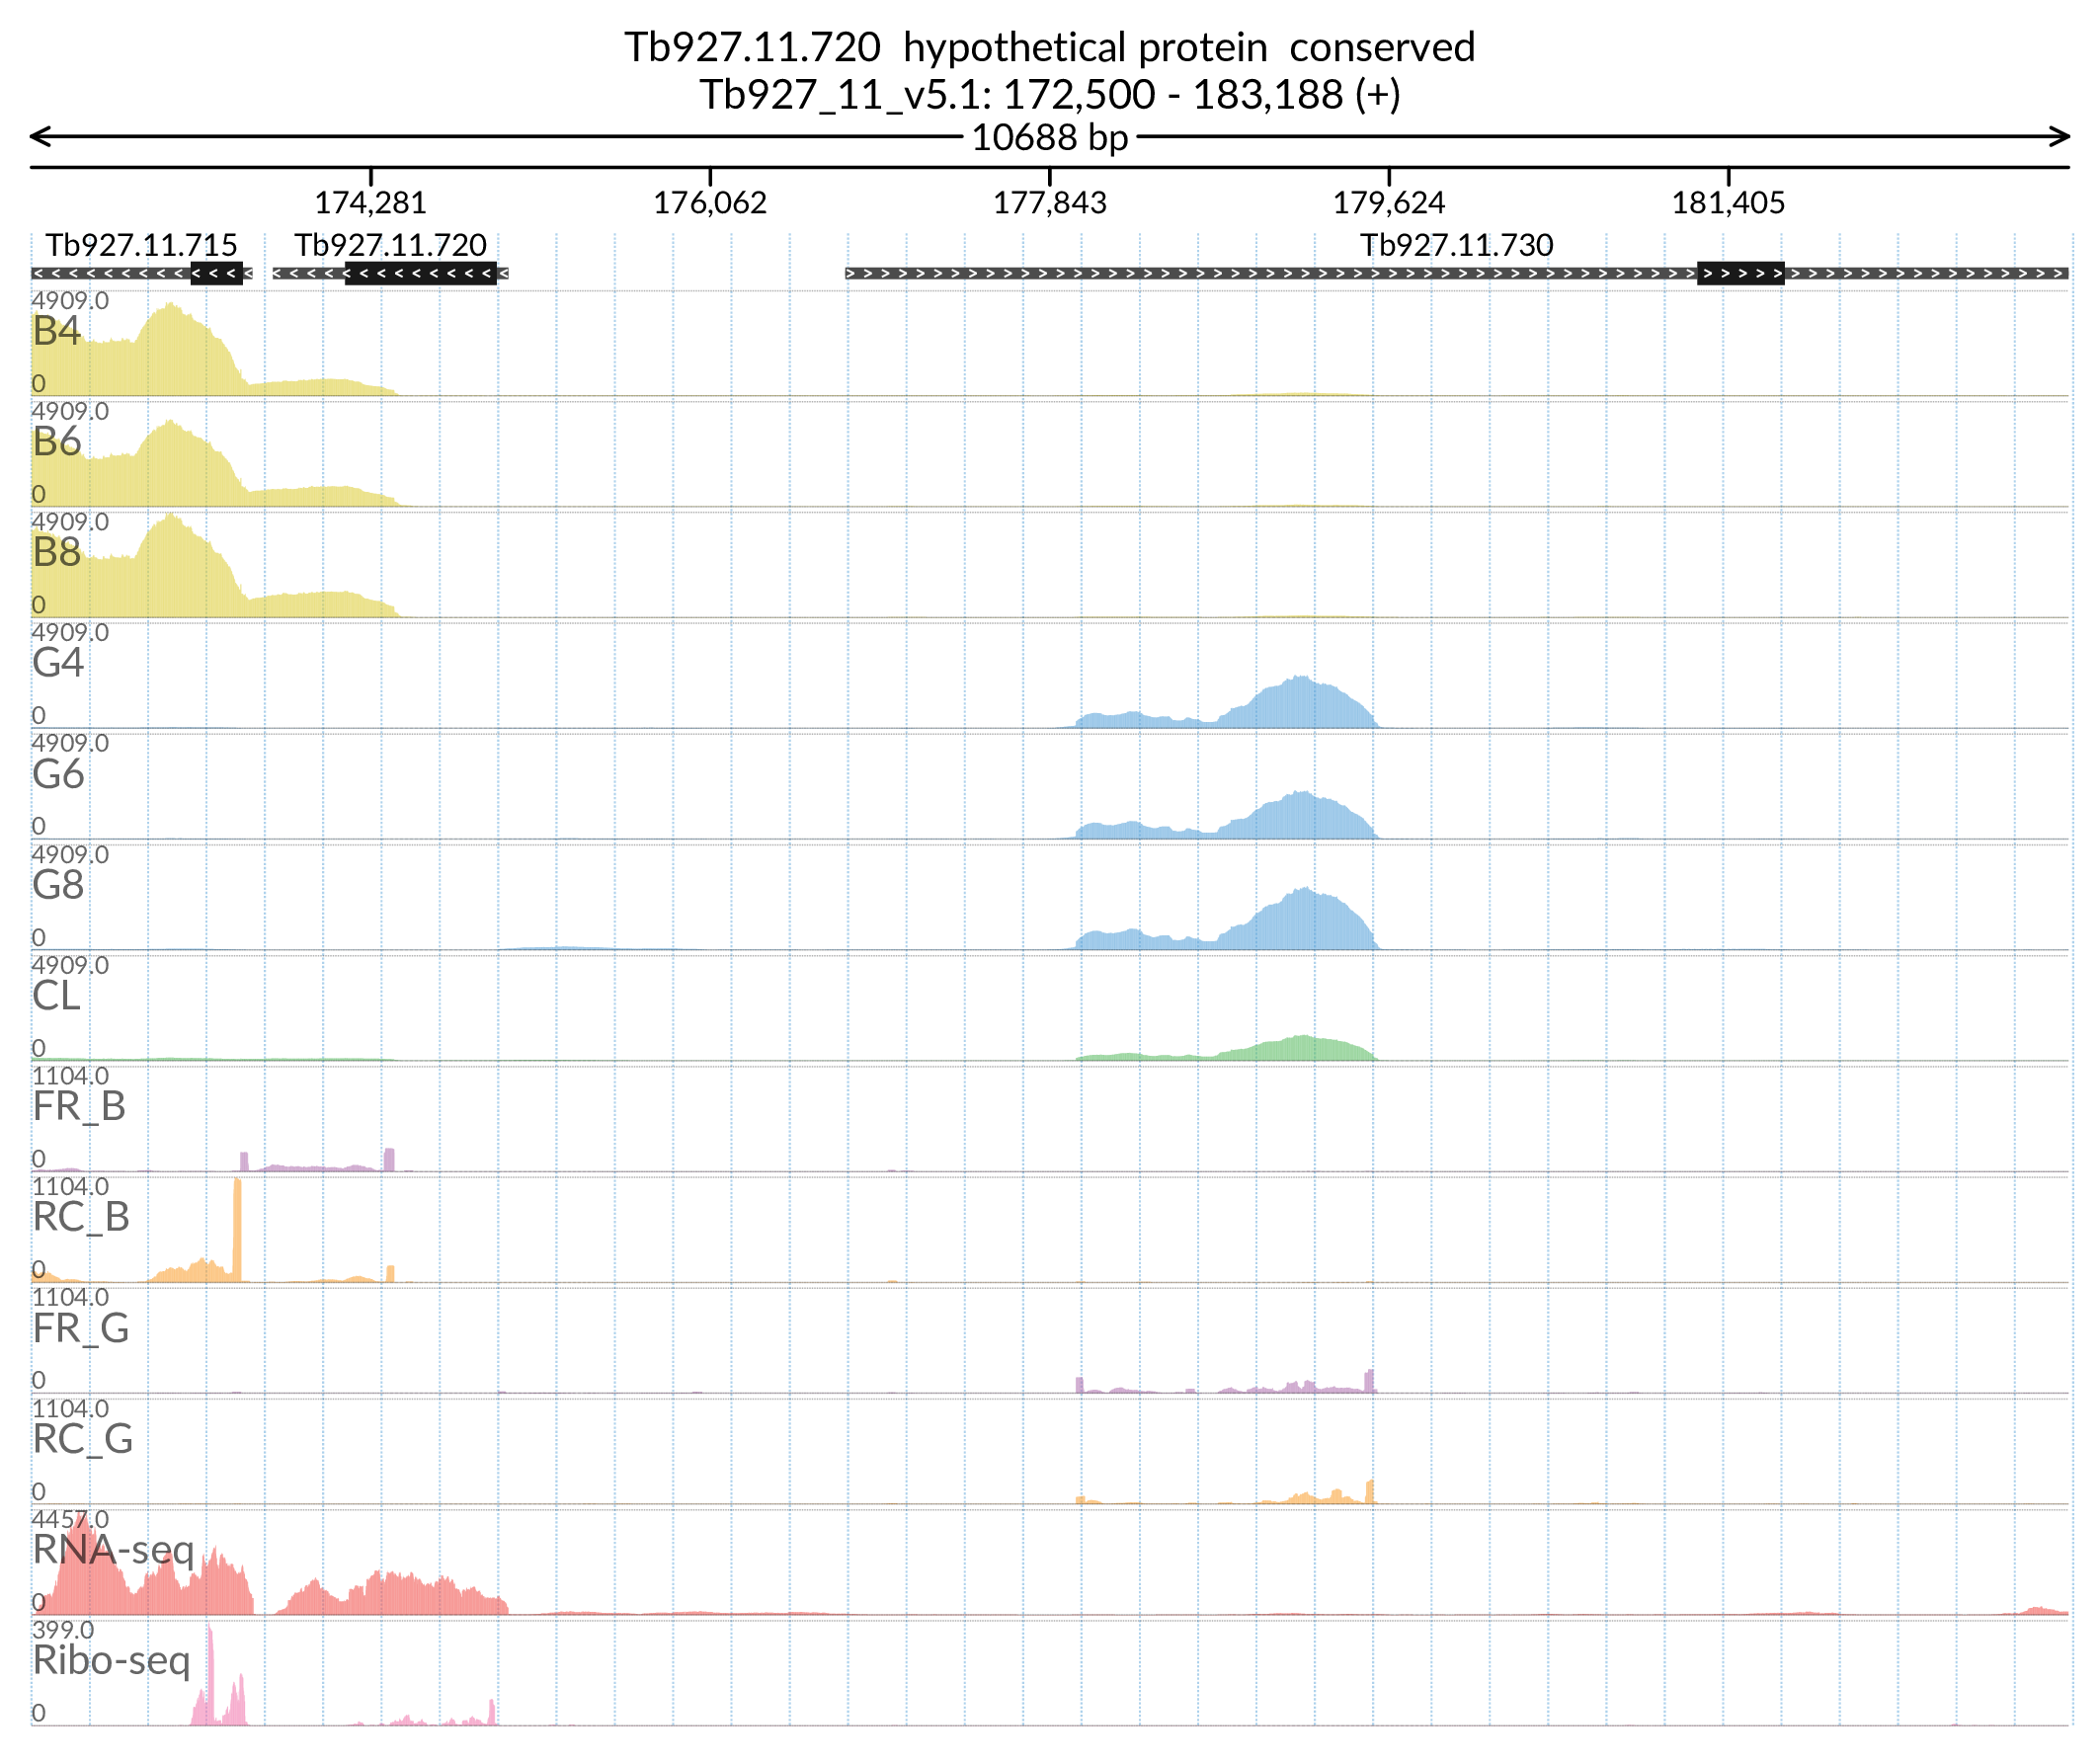 Tb927.11.720  hypothetical protein  conserved
Tb927_11_v5.1: 172,500 - 183,188 (+)
10688 bp
174,281 176,062 177,843 179,624 181,405
Tb927.11.715 Tb927.11.720 Tb927.11.730
4909.0
B4
0
4909.0
B6
0
4909.0
B8
0
4909.0
G4
0
4909.0
G6
0
4909.0
G8
0
4909.0
CL
0
1104.0
FR_B
0
1104.0
RC_B
0
1104.0
FR_G
0
1104.0
RC_G
0
4457.0
RNA-seq
0
399.0
Ribo-seq
0